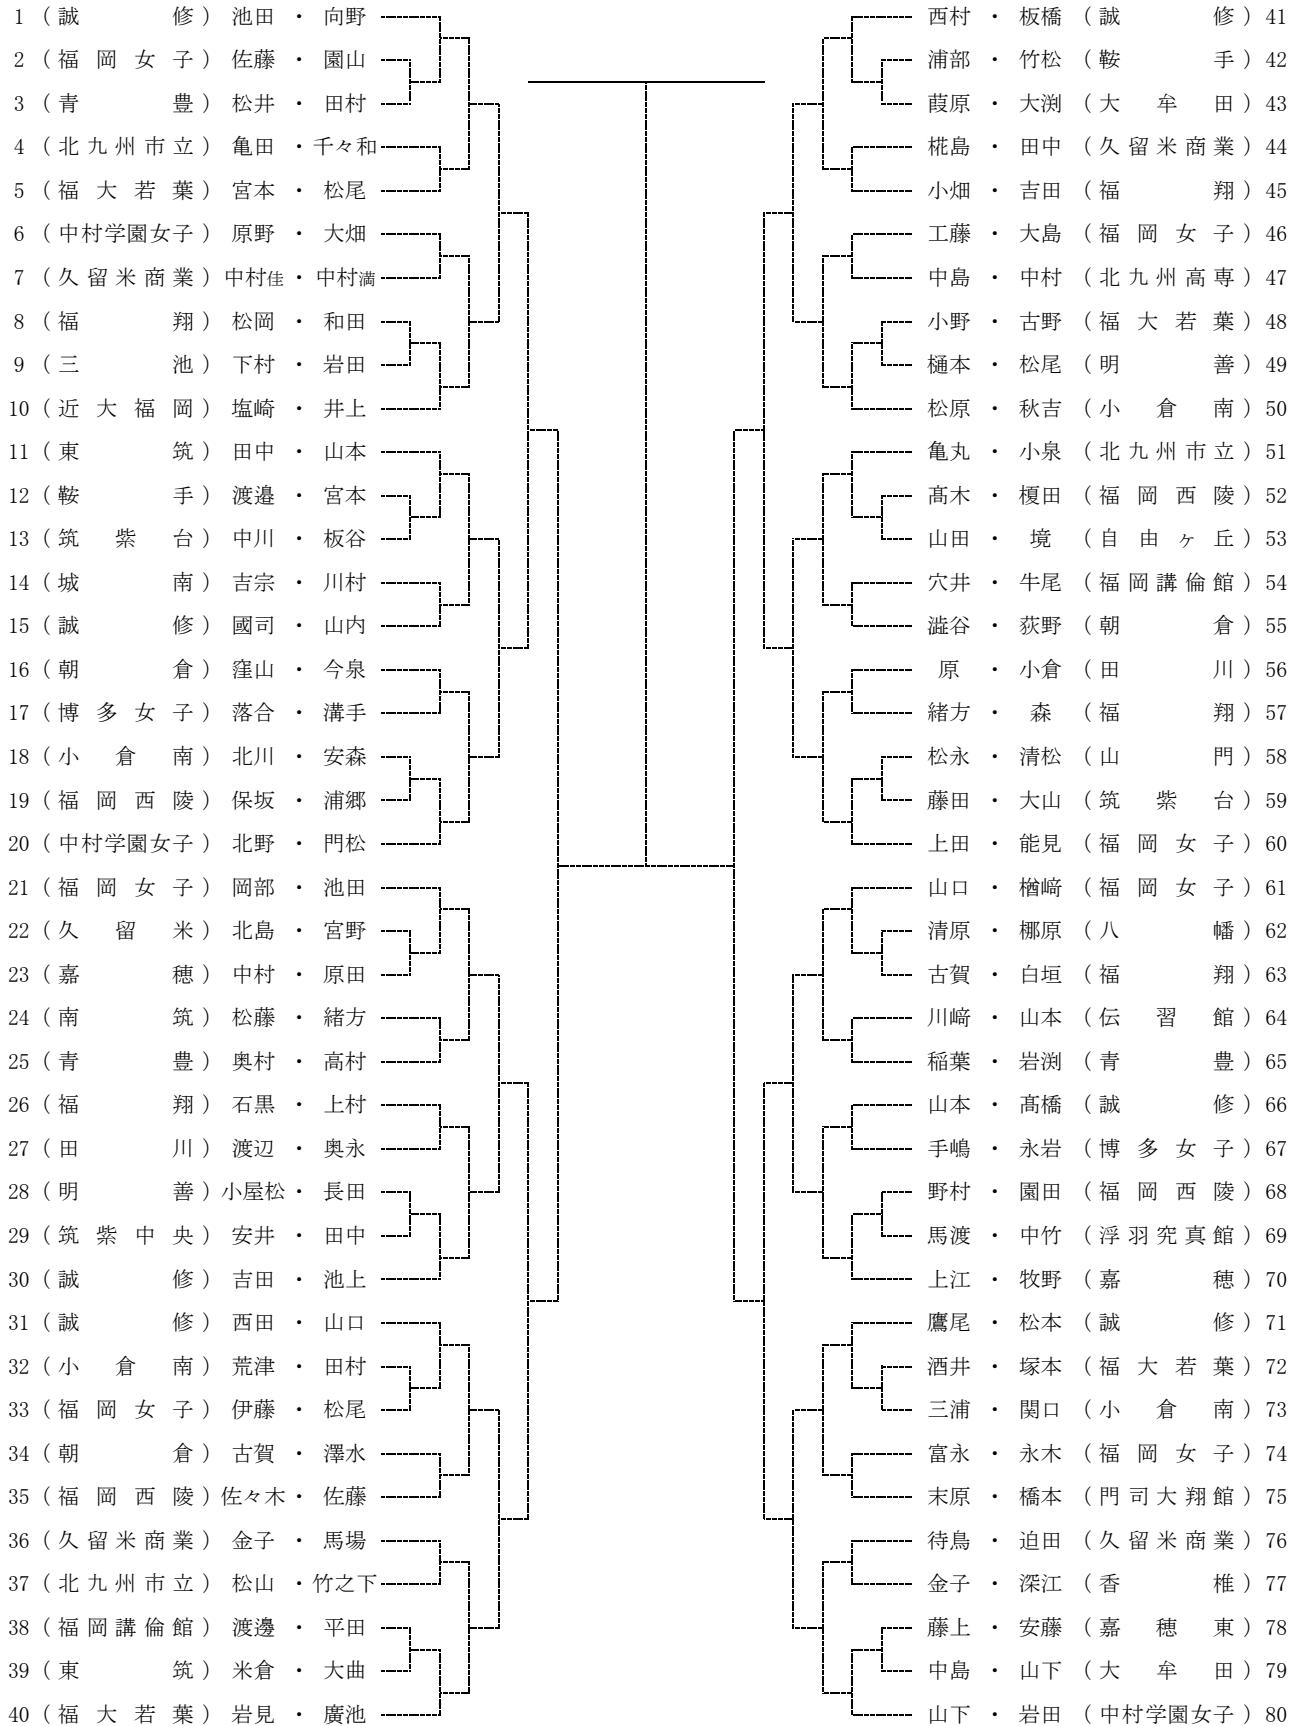 1 （誠修） 池田 ・ 向野
2 （福岡女子） 佐藤 ・ 園山
3 （青豊） 松井 ・ 田村
4 （北九州市立） 亀田 ・ 千々和
5 （福大若葉） 宮本 ・ 松尾
6 （中村学園女子） 原野 ・ 大畑
7 （久留米商業） 中村佳 ・ 中村満
8 （福翔） 松岡 ・ 和田
9 （三池） 下村 ・ 岩田
10 （近大福岡） 塩崎 ・ 井上
11 （東筑） 田中 ・ 山本
12 （鞍手） 渡邉 ・ 宮本
13 （筑紫台） 中川 ・ 板谷
14 （城南） 吉宗 ・ 川村
15 （誠修） 國司 ・ 山内
16 （朝倉） 窪山 ・ 今泉
17 （博多女子） 落合 ・ 溝手
18 （小倉南） 北川 ・ 安森
19 （福岡西陵） 保坂 ・ 浦郷
20 （中村学園女子） 北野 ・ 門松
21 （福岡女子） 岡部 ・ 池田
22 （久留米） 北島 ・ 宮野
23 （嘉穂） 中村 ・ 原田
24 （南筑） 松藤 ・ 緒方
25 （青豊） 奥村 ・ 高村
26 （福翔） 石黒 ・ 上村
27 （田川） 渡辺 ・ 奥永
28 （明善） 小屋松 ・ 長田
29 （筑紫中央） 安井 ・ 田中
30 （誠修） 吉田 ・ 池上
31 （誠修） 西田 ・ 山口
32 （小倉南） 荒津 ・ 田村
33 （福岡女子） 伊藤 ・ 松尾
34 （朝倉） 古賀 ・ 澤水
35 （福岡西陵） 佐々木 ・ 佐藤
36 （久留米商業） 金子 ・ 馬場
37 （北九州市立） 松山 ・ 竹之下
38 （福岡講倫館） 渡邊 ・ 平田
39 （東筑） 米倉 ・ 大曲
40 （福大若葉） 岩見 ・ 廣池
西村 ・ 板橋 （誠修） 41
浦部 ・ 竹松 （鞍手） 42
葭原 ・ 大渕 （大牟田） 43
椛島 ・ 田中 （久留米商業） 44
小畑 ・ 吉田 （福翔） 45
工藤 ・ 大島 （福岡女子） 46
中島 ・ 中村 （北九州高専） 47
小野 ・ 古野 （福大若葉） 48
樋本 ・ 松尾 （明善） 49
松原 ・ 秋吉 （小倉南） 50
亀丸 ・ 小泉 （北九州市立） 51
髙木 ・ 榎田 （福岡西陵） 52
山田 ・ 境 （自由ヶ丘） 53
穴井 ・ 牛尾 （福岡講倫館） 54
澁谷 ・ 荻野 （朝倉） 55
原 ・ 小倉 （田川） 56
緒方 ・ 森 （福翔） 57
松永 ・ 清松 （山門） 58
藤田 ・ 大山 （筑紫台） 59
上田 ・ 能見 （福岡女子） 60
山口 ・ 楢﨑 （福岡女子） 61
清原 ・ 梛原 （八幡） 62
古賀 ・ 白垣 （福翔） 63
川﨑 ・ 山本 （伝習館） 64
稲葉 ・ 岩渕 （青豊） 65
山本 ・ 髙橋 （誠修） 66
手嶋 ・ 永岩 （博多女子） 67
野村 ・ 園田 （福岡西陵） 68
馬渡 ・ 中竹 （浮羽究真館） 69
上江 ・ 牧野 （嘉穂） 70
鷹尾 ・ 松本 （誠修） 71
酒井 ・ 塚本 （福大若葉） 72
三浦 ・ 関口 （小倉南） 73
富永 ・ 永木 （福岡女子） 74
末原 ・ 橋本 （門司大翔館） 75
待鳥 ・ 迫田 （久留米商業） 76
金子 ・ 深江 （香椎） 77
藤上 ・ 安藤 （嘉穂東） 78
中島 ・ 山下 （大牟田） 79
山下 ・ 岩田 （中村学園女子） 80